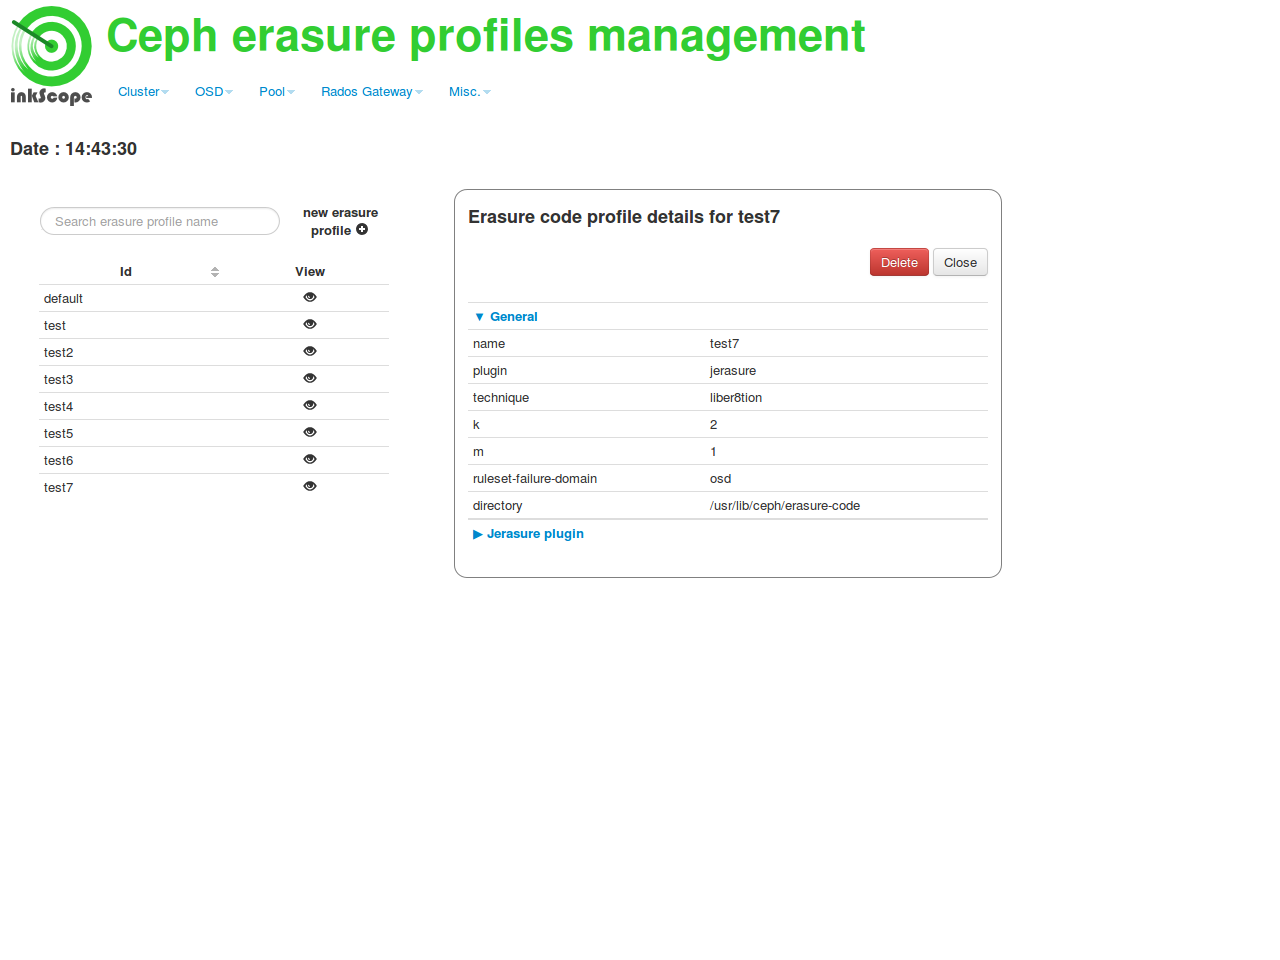 Ceph erasure profiles management
inkScope
Cluster OSD Pool Rados Gateway Misc.
Date : 14:43:30
Search erasure profile name
new erasure
profile
Id View
default
test
test2
test3
test4
test5
test6
test7
Erasure code profile details for test7
Delete Close
▼ General
name test7
plugin jerasure
technique liber8tion
k 2
m 1
ruleset-failure-domain osd
directory /usr/lib/ceph/erasure-code
▶ Jerasure plugin